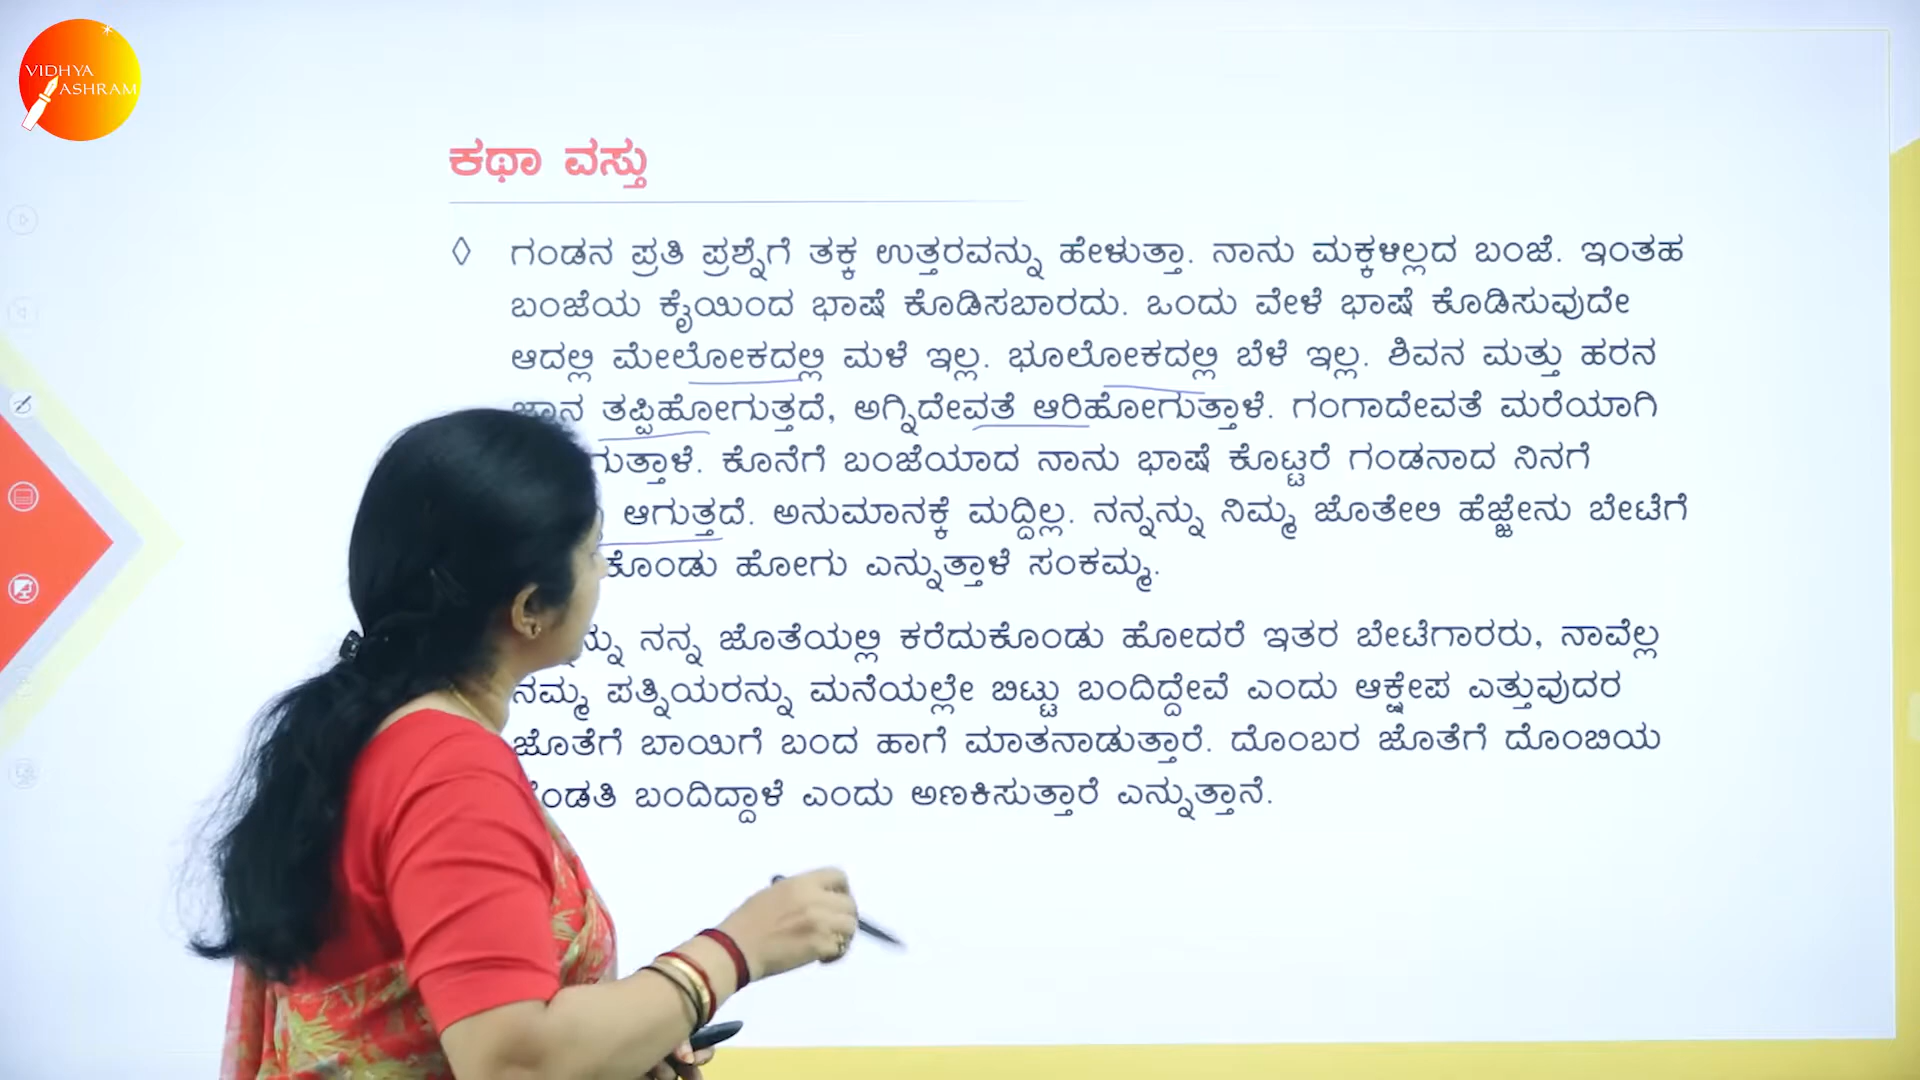 VIDHYA
ASHRAM
ಕಥಾ ವಸ್ತು
ಗಂಡನ ಪ್ರತಿ ಪ್ರಶ್ನೆಗೆ ತಕ್ಕ ಉತ್ತರವನ್ನು ಹೇಳುತ್ತಾ. ನಾನು ಮಕ್ಕಳಿಲ್ಲದ ಬಂಜೆ. ಇಂತಹ
ಬಂಜೆಯ ಕೈಯಿಂದ ಭಾಷೆ ಕೊಡಿಸಬಾರದು. ಒಂದು ವೇಳೆ ಭಾಷೆ ಕೊಡಿಸುವುದೇ
ಆದಲ್ಲಿ ಮೇಲೋಕದಲ್ಲಿ ಮಳೆ ಇಲ್ಲ. ಭೂಲೋಕದಲ್ಲಿ ಬೆಳೆ ಇಲ್ಲ. ಶಿವನ ಮತ್ತು ಹರನ
ತಪ್ಪಿಹೋಗುತ್ತದೆ, ಅಗ್ನಿದೇವತೆ ಆರಿಹೋಗುತ್ತಾಳೆ. ಗಂಗಾದೇವತೆ ಮರೆಯಾಗಿ
ಗುತ್ತಾಳೆ. ಕೊನೆಗೆ ಬಂಜೆಯಾದ ನಾನು ಭಾಷೆ ಕೊಟ್ಟರೆ ಗಂಡನಾದ ನಿನಗೆ
ಆಗುತ್ತದೆ. ಅನುಮಾನಕ್ಕೆ ಮದ್ದಿಲ್ಲ. ನನ್ನನ್ನು ನಿಮ್ಮ ಜೊತೇಲಿ ಹೆಜ್ಜೇನು ಬೇಟೆಗೆ
ಕೊಂಡು ಹೋಗು ಎನ್ನುತ್ತಾಳೆ ಸಂಕಮ್ಮ.
ನನ್ನ ಜೊತೆಯಲ್ಲಿ ಕರೆದುಕೊಂಡು ಹೋದರೆ ಇತರ ಬೇಟೆಗಾರರು, ನಾವೆಲ್ಲ
ನಮ್ಮ ಪತ್ನಿಯರನ್ನು ಮನೆಯಲ್ಲೇ ಬಿಟ್ಟು ಬಂದಿದ್ದೇವೆ ಎಂದು ಆಕ್ಷೇಪ ಎತ್ತುವುದರ
ಜೊತೆಗೆ ಬಾಯಿಗೆ ಬಂದ ಹಾಗೆ ಮಾತನಾಡುತ್ತಾರೆ. ದೊಂಬರ ಜೊತೆಗೆ ದೊಂಬಿಯ
ಹೆಂಡತಿ ಬಂದಿದ್ದಾಳೆ ಎಂದು ಅಣಕಿಸುತ್ತಾರೆ ಎನ್ನುತ್ತಾನೆ.